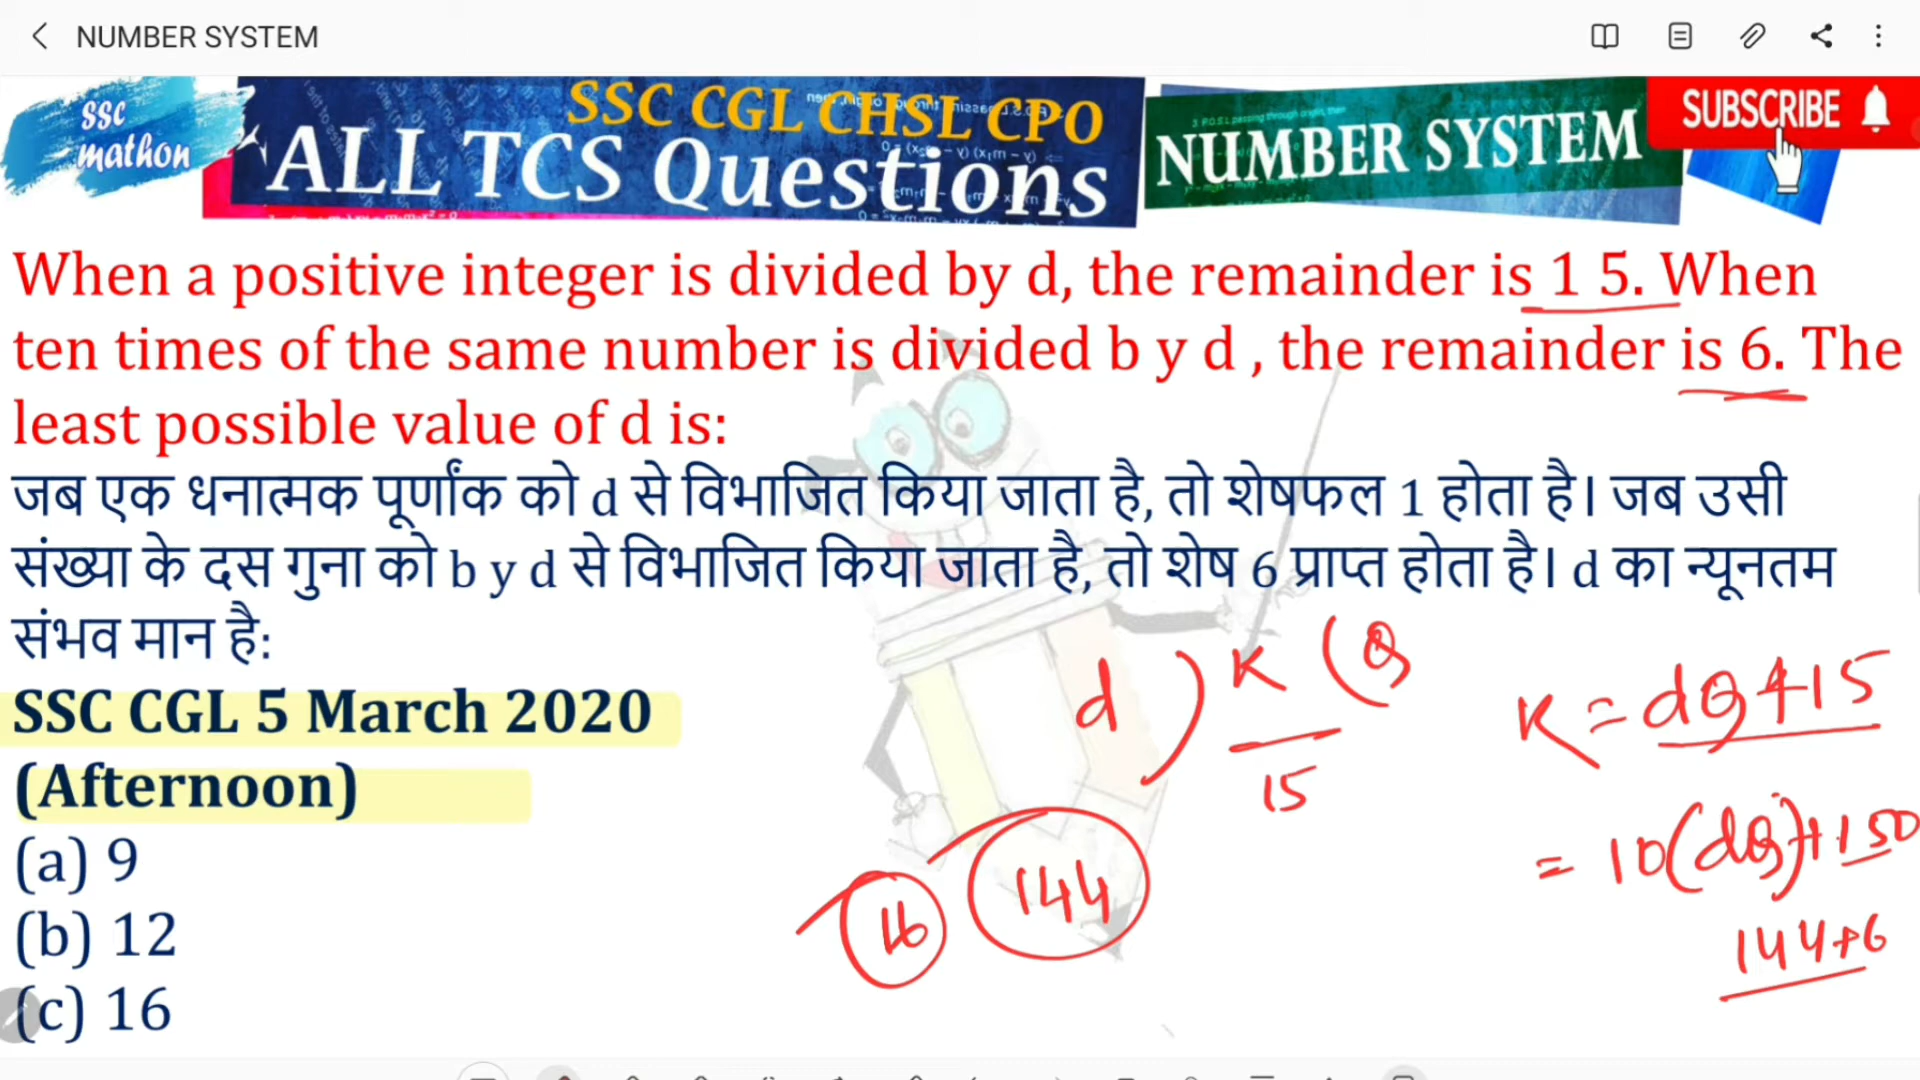 NUMBER SYSTEM
SSC
mathon
SSC CGL CHSL CPO
ALL TCS Questions
NUMBER SYSTEM
SUBSCRIBE
When a positive integer is divided by d, the remainder is 1 5. When
ten times of the same number is divided b y d , the remainder is 6. The
least possible value of d is:
जब एक धनात्मक पूर्णांक को d से विभाजित किया जाता है, तो शेषफल 1 होता है। जब उसी
संख्या के दस गुना को b y d से विभाजित किया जाता है, तो शेष 6 प्राप्त होता है। d का न्यूनतम
संभव मान है:
SSC CGL 5 March 2020
(Afternoon)
(a) 9
(b) 12
(c) 16
d ) K ( Q
15
K = dQ + 15
= 10(dQ) + 150
144 + 6
16
144